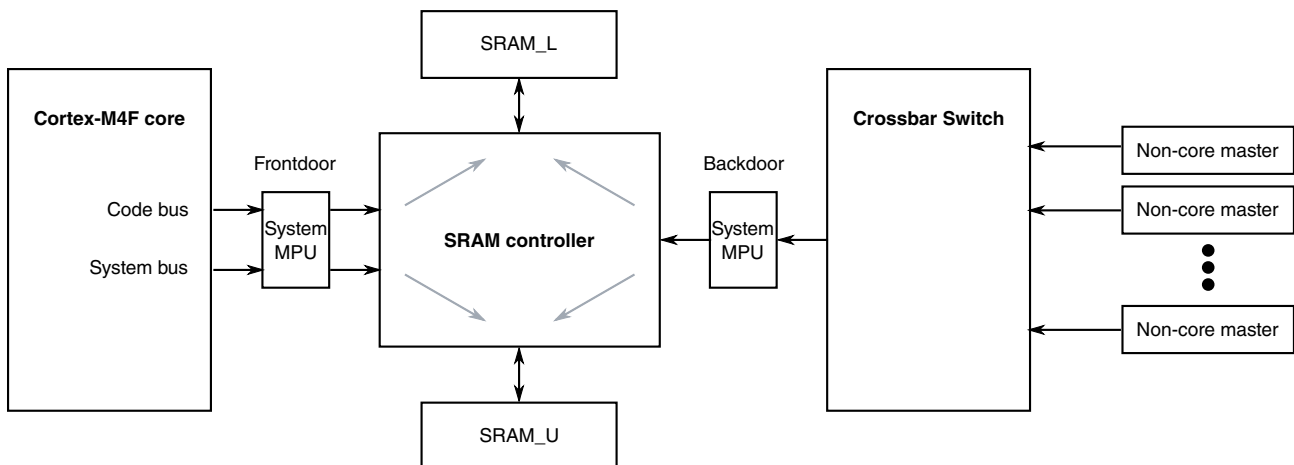 SRAM_L
Cortex-M4F core
Crossbar Switch
Frontdoor
Backdoor
Non-core master
Code bus
System
MPU
SRAM controller
System
MPU
Non-core master
System bus
Non-core master
SRAM_U